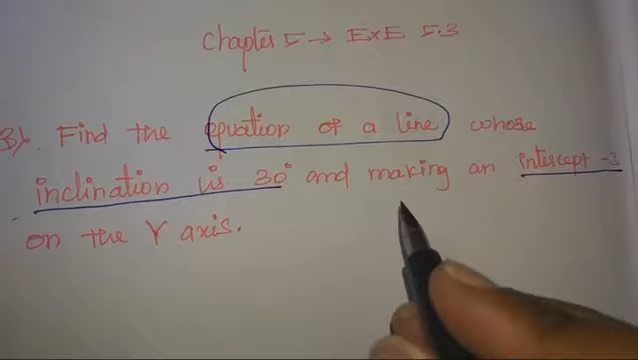 Chapter 5 → ExE 5.3
3). Find the equation of a line whose
inclination is 30° and making an intercept -3
on the Y axis.